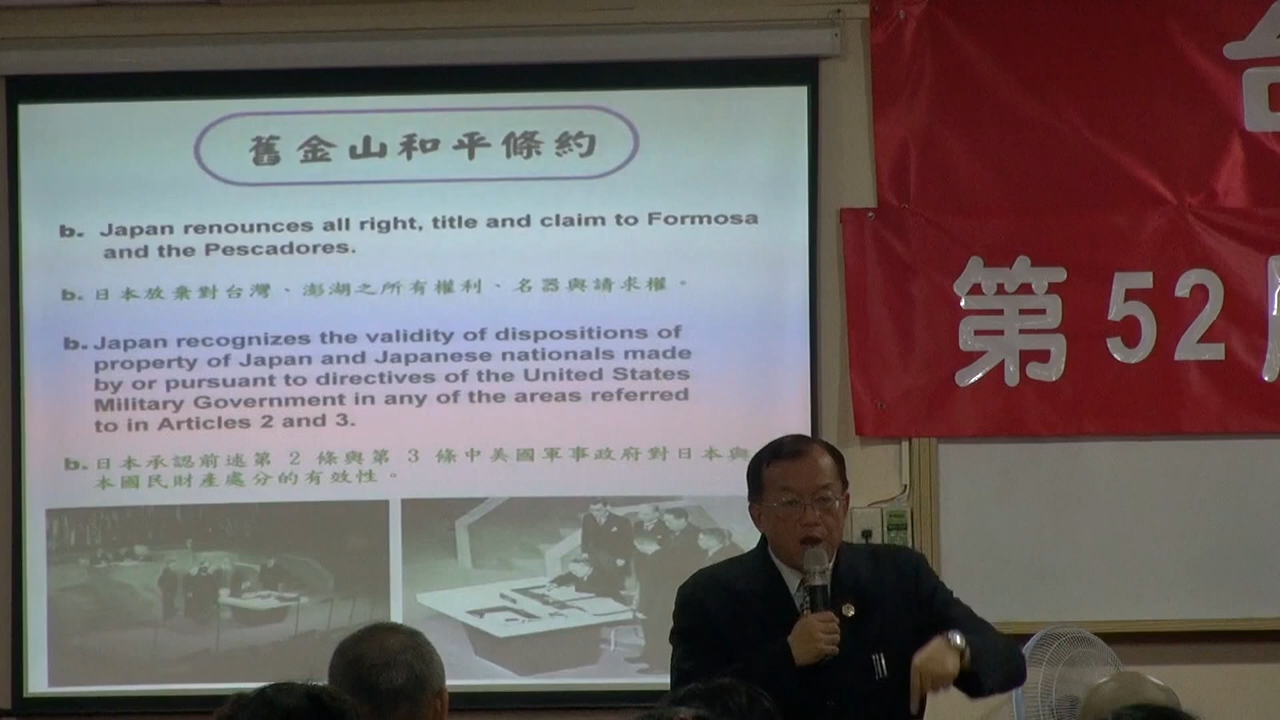 舊金山和平條約
b. Japan renounces all right, title and claim to Formosa
and the Pescadores.
b. 日本放棄對台灣、澎湖之所有權利、名器與請求權。
b. Japan recognizes the validity of dispositions of
property of Japan and Japanese nationals made
by or pursuant to directives of the United States
Military Government in any of the areas referred
to in Articles 2 and 3.
b. 日本承認前述第 2 條與第 3 條中美國軍事政府對日本與
本國民財產處分的有效性。
第 52